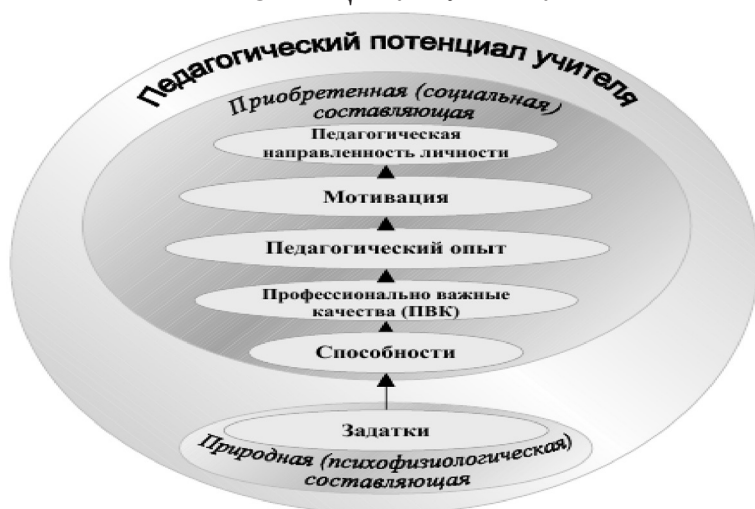 Педагогический потенциал учителя
Приобретенная (социальная)
составляющая
Педагогическая
направленность личности
Мотивация
Педагогический опыт
Профессионально важные
качества (ПВК)
Способности
Задатки
Природная (психофизиологическая)
составляющая